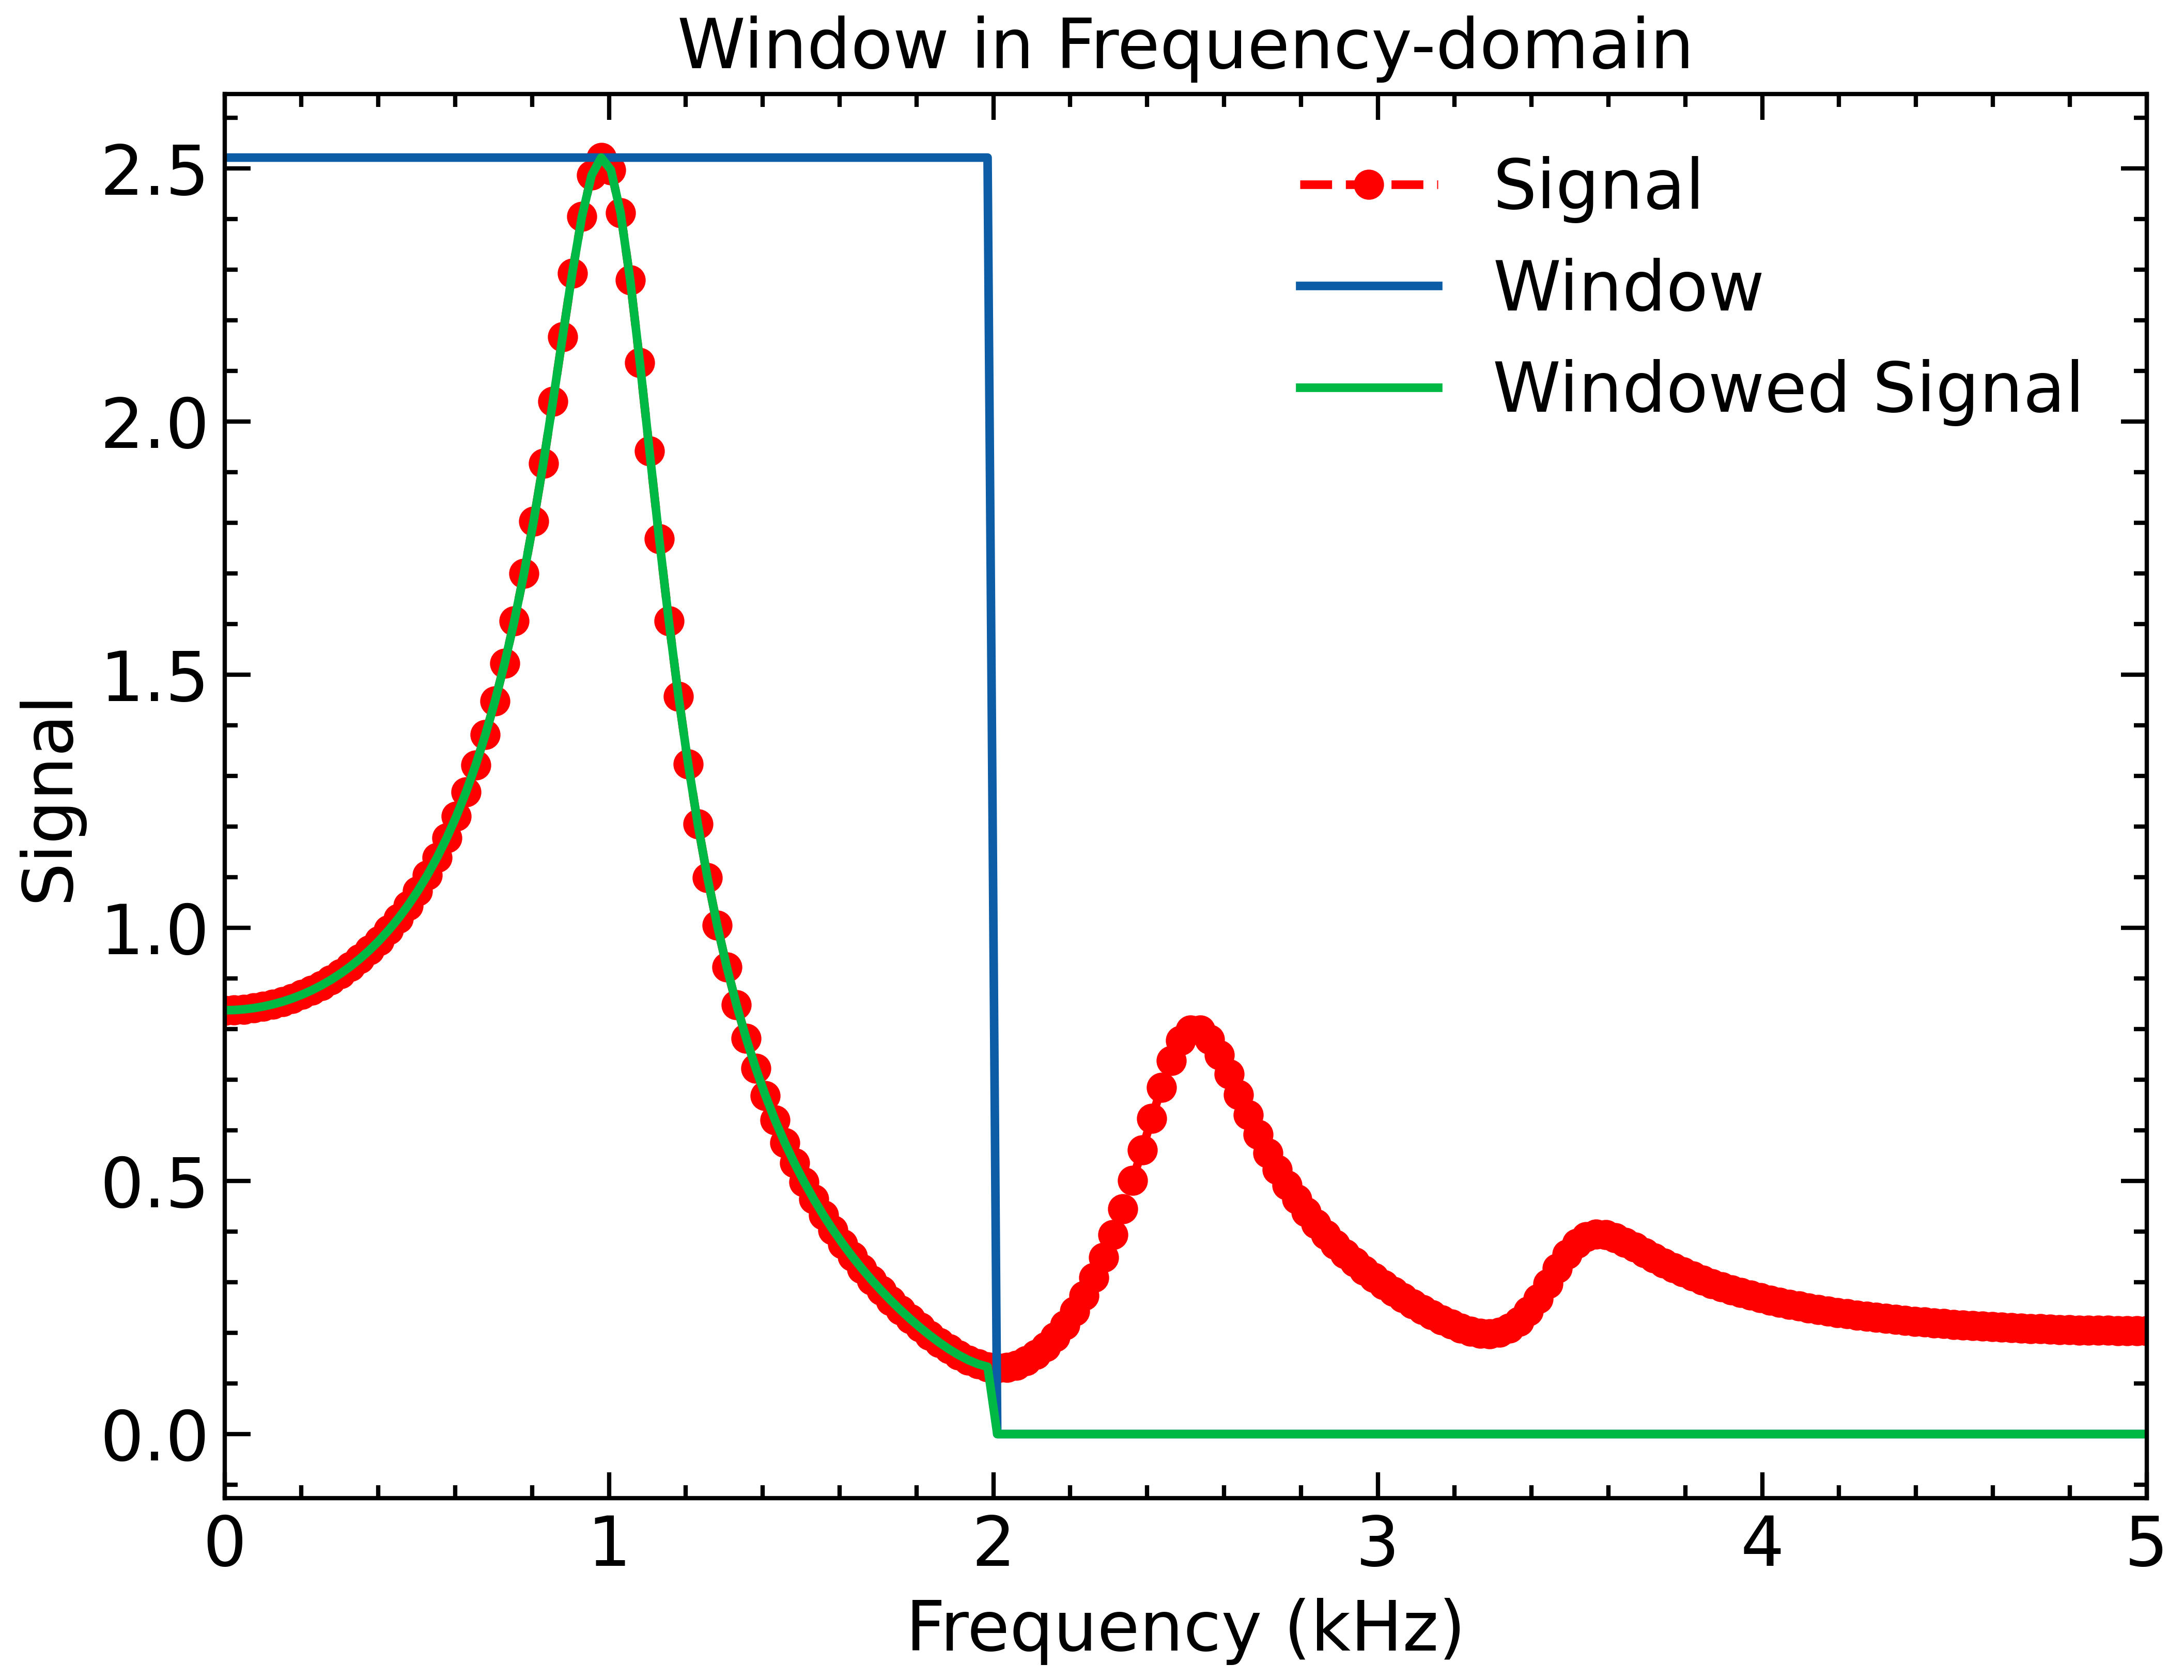 Window in Frequency-domain
Signal
Window
Windowed Signal
2.5
2.0
1.5
1.0
0.5
0.0
Signal
0 1 2 3 4 5
Frequency (kHz)